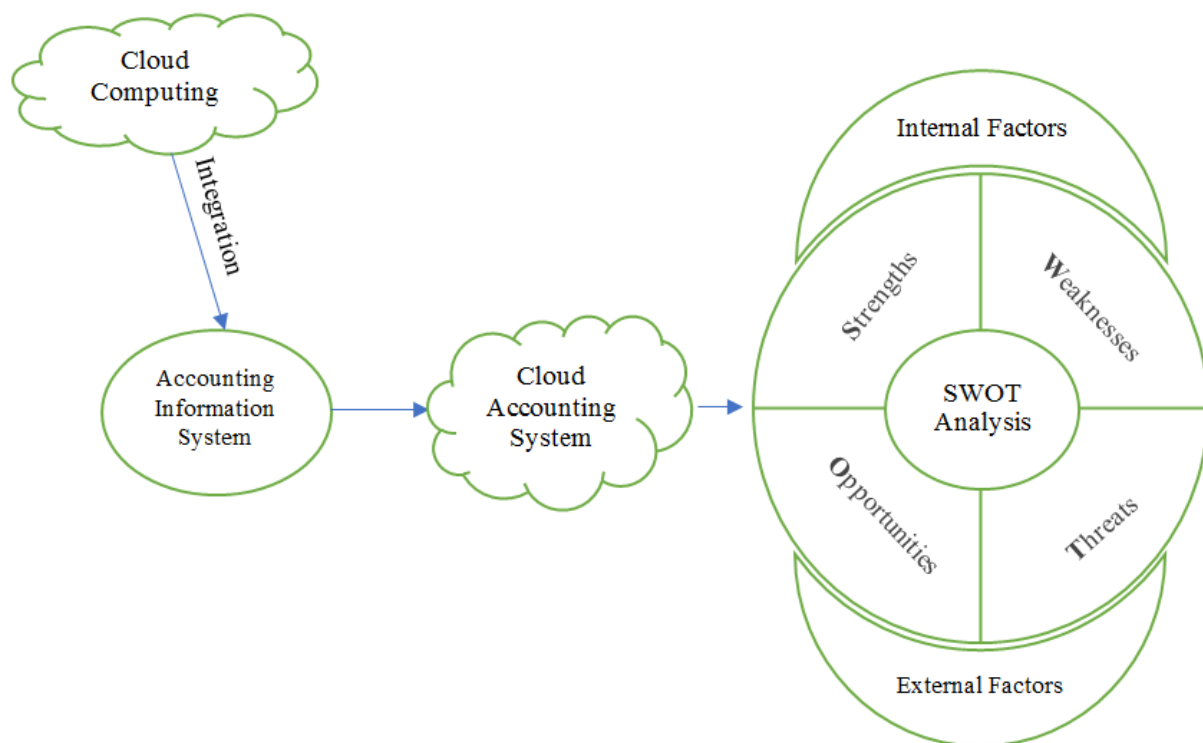 Cloud
Computing
Integration
Accounting
Information
System
Cloud
Accounting
System
Internal Factors
Strengths
Weaknesses
SWOT
Analysis
Opportunities
Threats
External Factors